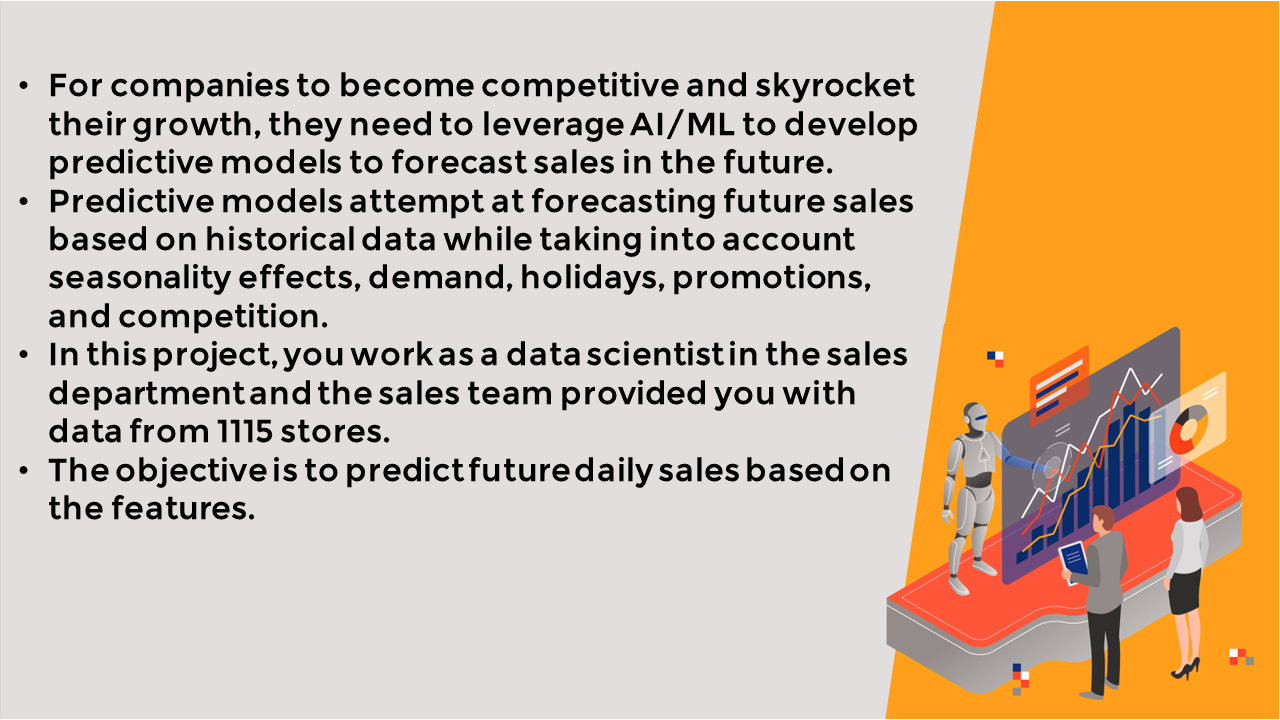 • For companies to become competitive and skyrocket
their growth, they need to leverage AI/ML to develop
predictive models to forecast sales in the future.
• Predictive models attempt at forecasting future sales
based on historical data while taking into account
seasonality effects, demand, holidays, promotions,
and competition.
• In this project, you work as a data scientist in the sales
department and the sales team provided you with
data from 1115 stores.
• The objective is to predict future daily sales based on
the features.